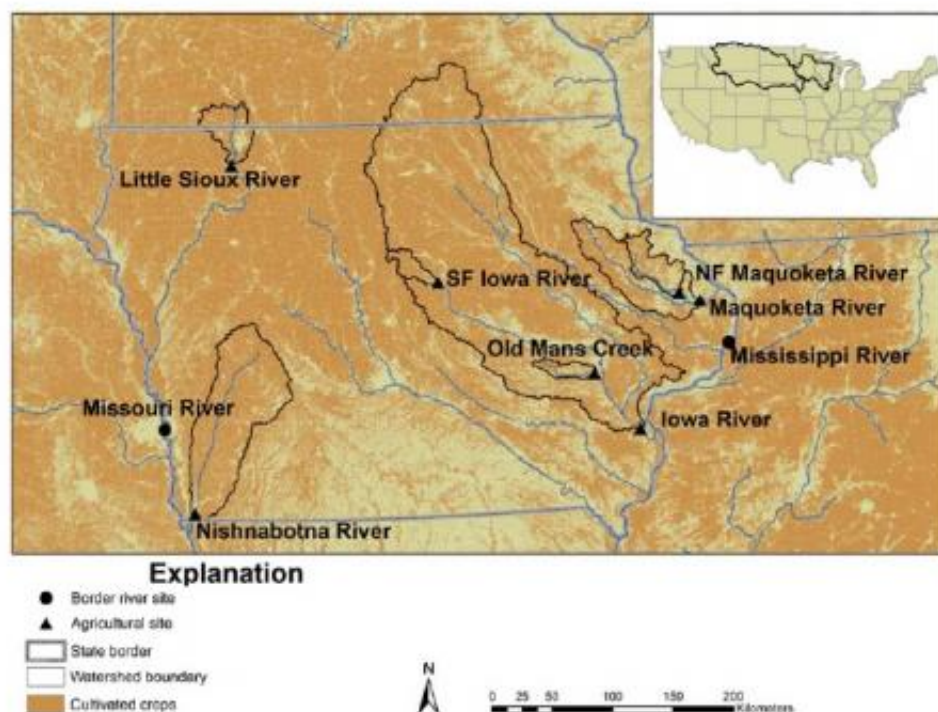 Little Sioux River
SF Iowa River
NF Maquoketa River
Maquoketa River
Old Mans Creek
Mississippi River
Missouri River
Iowa River
Nishnabotna River
Explanation
Border river site
Agricultural site
State border
Watershed boundary
Cultivated crops
N
0 25 50 100 150 200
Kilometers